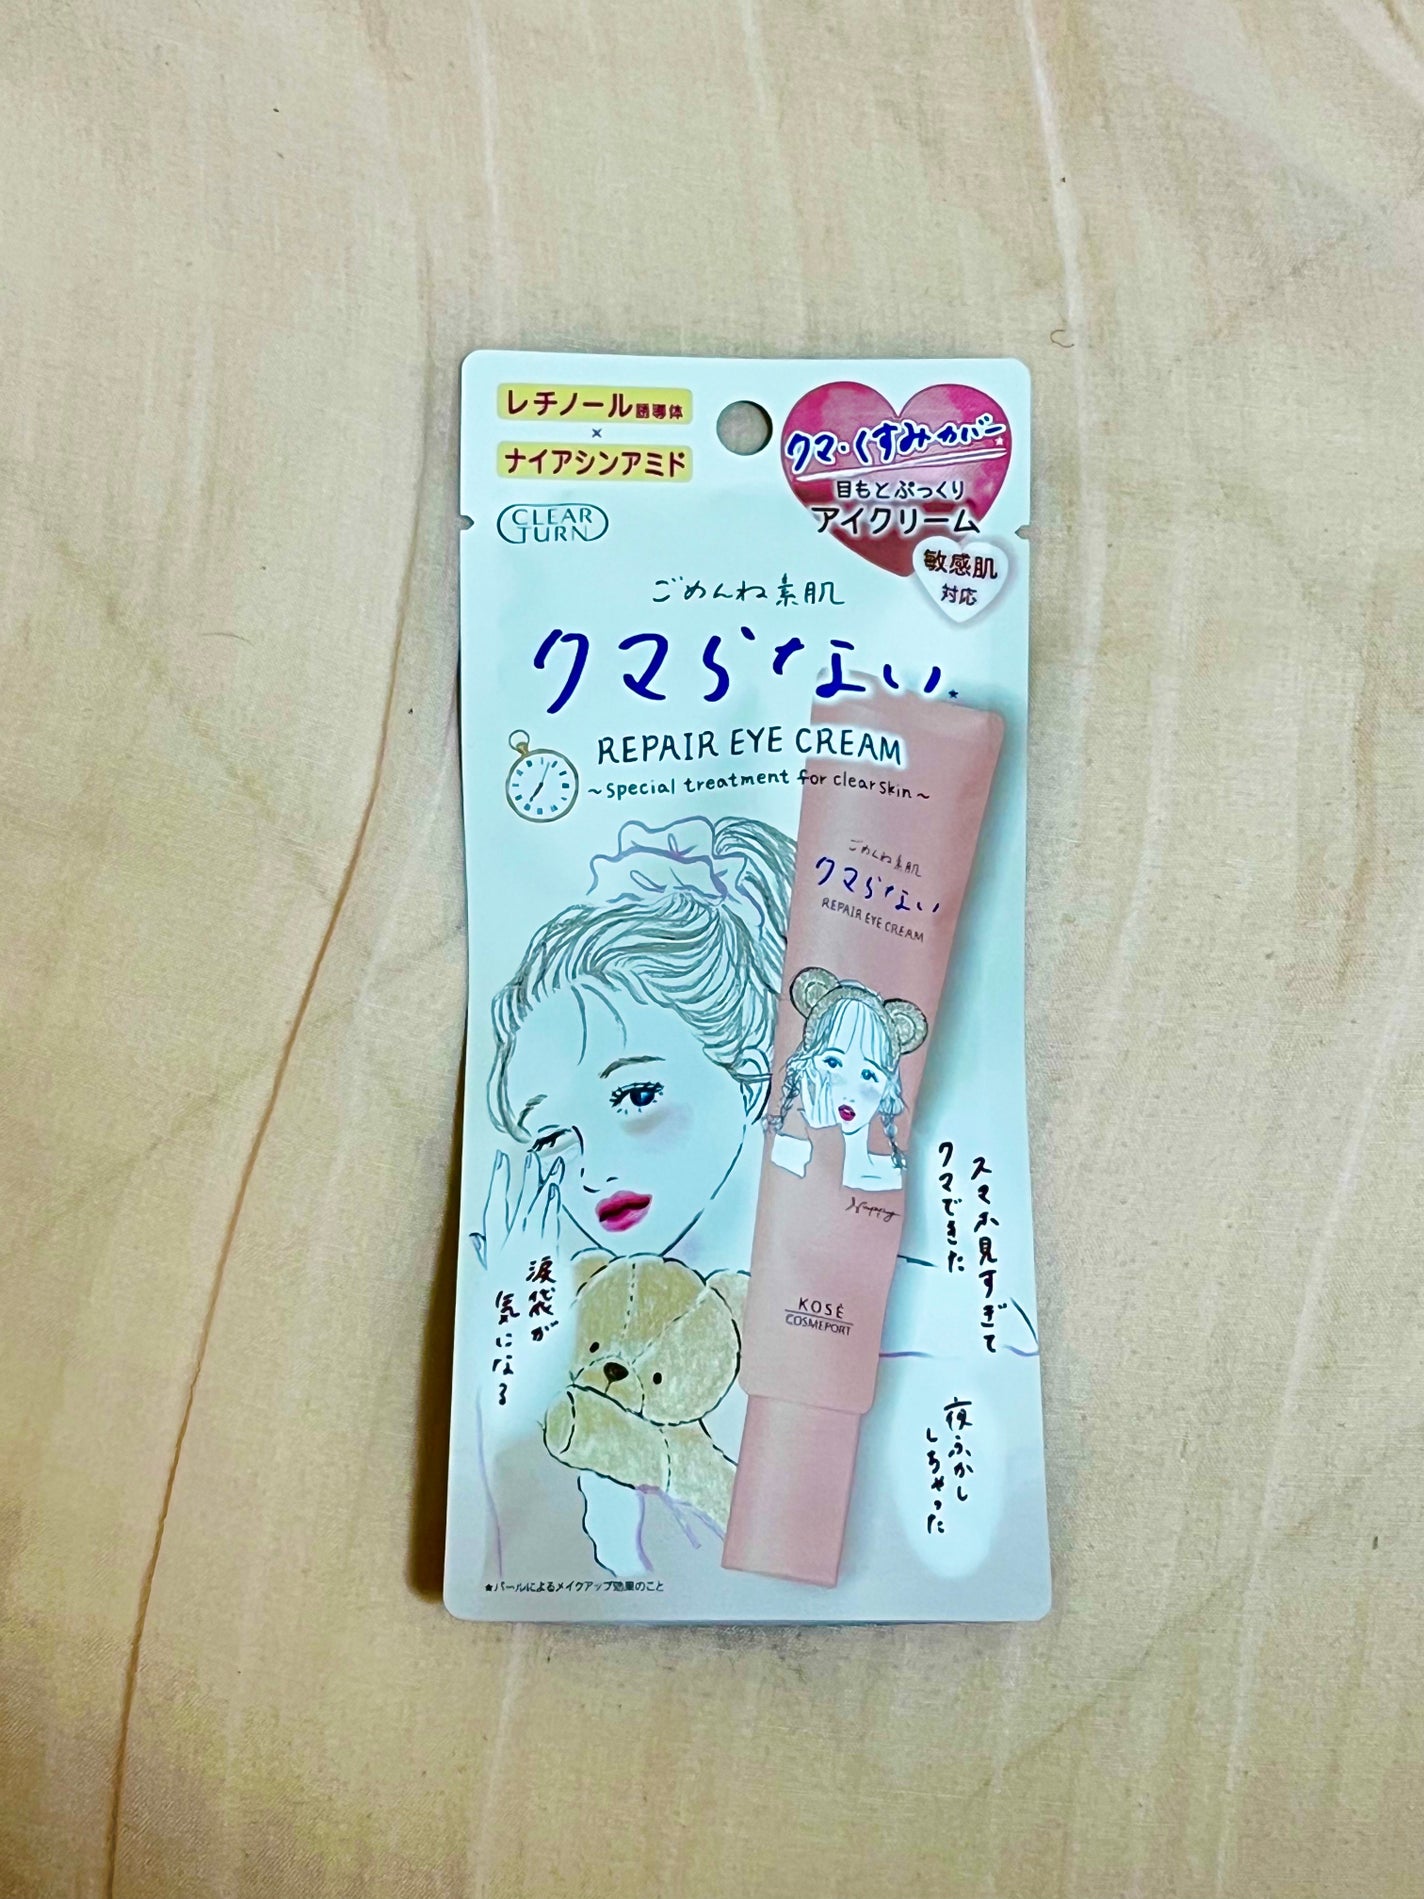 レチノール誘導体
×
ナイアシンアミド
CLEAR
TURN
クマ・くすみカバー★
目もとぷっくり
アイクリーム
敏感肌
対応
ごめんね素肌
クマらない★
REPAIR EYE CREAM
~Special treatment for clear skin~
ごめんね素肌
クマらない
REPAIR EYE CREAM
KOSÉ
COSMEPORT
スマホ見すぎて
クマできた
涙袋が
気になる
夜ふかし
しちゃった
★パールによるメイクアップ効果のこと